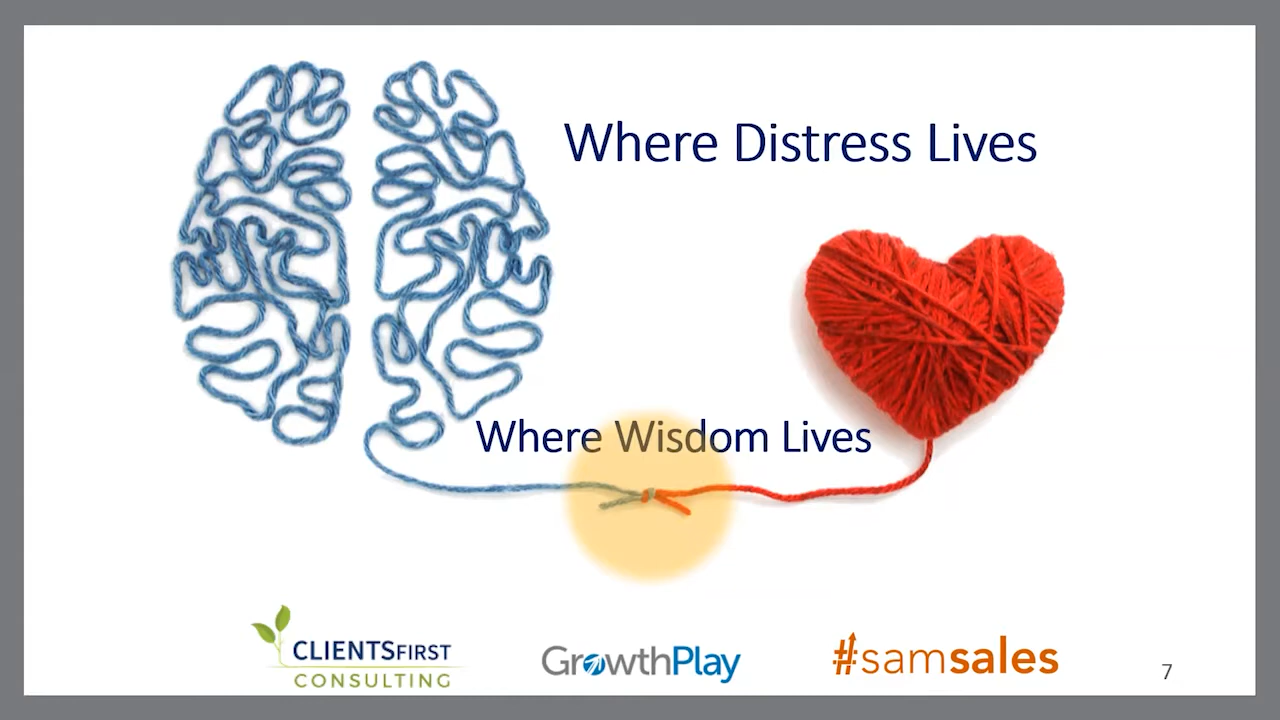 Where Distress Lives
Where Wisdom Lives
CLIENTSFIRST
CONSULTING
GrowthPlay
#samsales
7